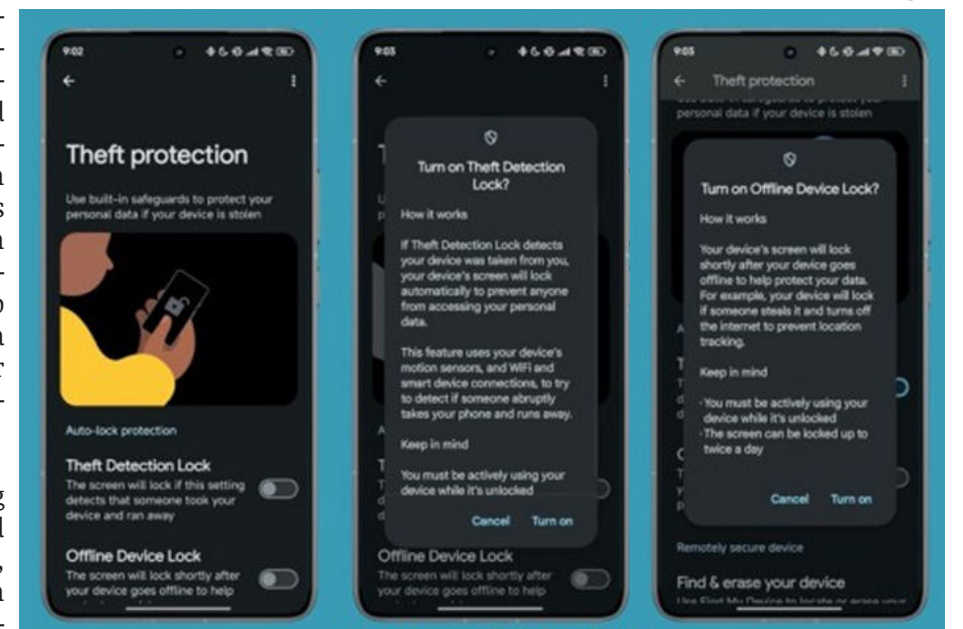 9:02
Theft protection
Use built-in safeguards to protect your
personal data if your device is stolen
Auto-lock protection
Theft Detection Lock
The screen will lock if this setting
detects that someone took your
device and ran away
Offline Device Lock
The screen will lock shortly after
your device goes offline to help
9:03
Turn on Theft Detection
Lock?
How it works
If Theft Detection Lock detects
your device was taken from you,
your device's screen will lock
automatically to prevent anyone
from accessing your personal
data.
This feature uses your device's
motion sensors, and WiFi and
smart device connections, to try
to detect if someone abruptly
takes your phone and runs away.
Keep in mind
You must be actively using your
device while it's unlocked
Cancel Turn on
Offline Device Lock
The screen will lock shortly after
your device goes offline to help
9:03
Theft protection
personal data if your device is stolen
Turn on Offline Device Lock?
How it works
Your device's screen will lock
shortly after your device goes
offline to help protect your data.
For example, your device will lock
if someone steals it and turns off
the internet to prevent location
tracking.
Keep in mind
· You must be actively using your
device while it's unlocked
· The screen can be locked up to
twice a day
Cancel Turn on
Remotely secure device
Find & erase your device
Use Find My Device to locate or erase your